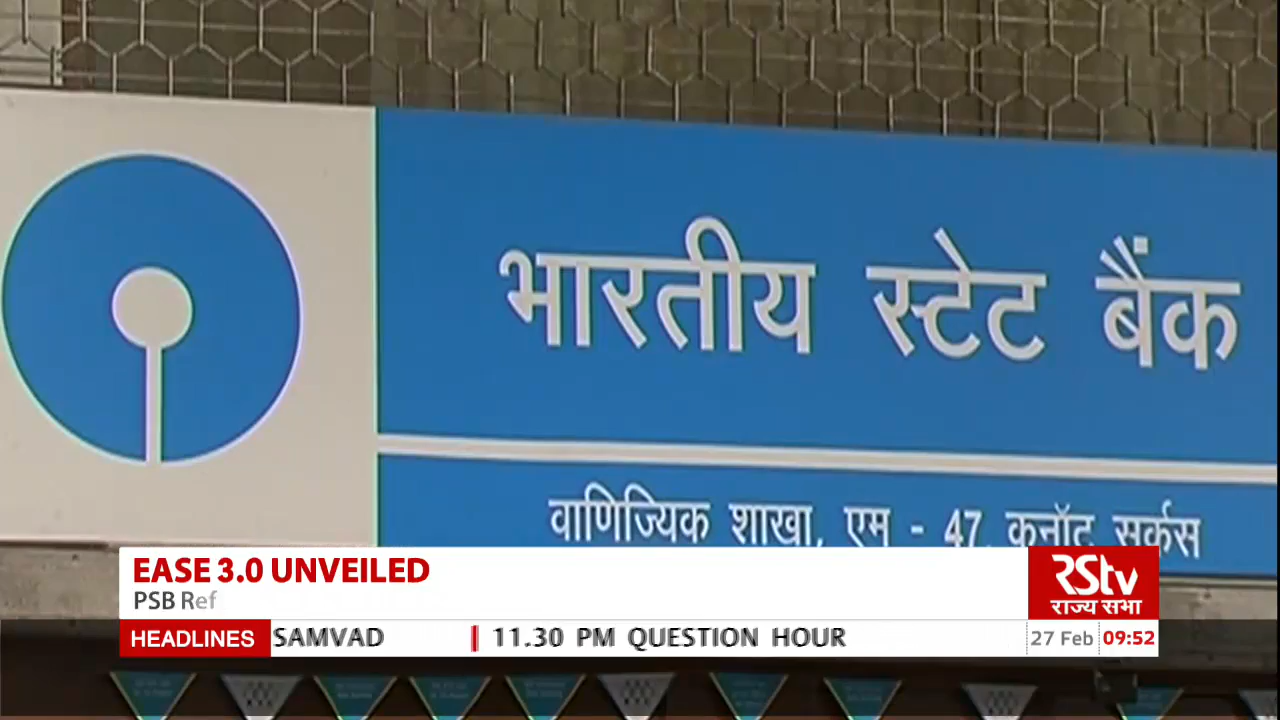 भारतीय स्टेट बैंक
वाणिज्यिक शाखा, एम - 47, कनॉट सर्कस
EASE 3.0 UNVEILED
PSB Ref
RSTV
राज्य सभा
HEADLINES SAMVAD | 11.30 PM QUESTION HOUR 27 Feb 09:52